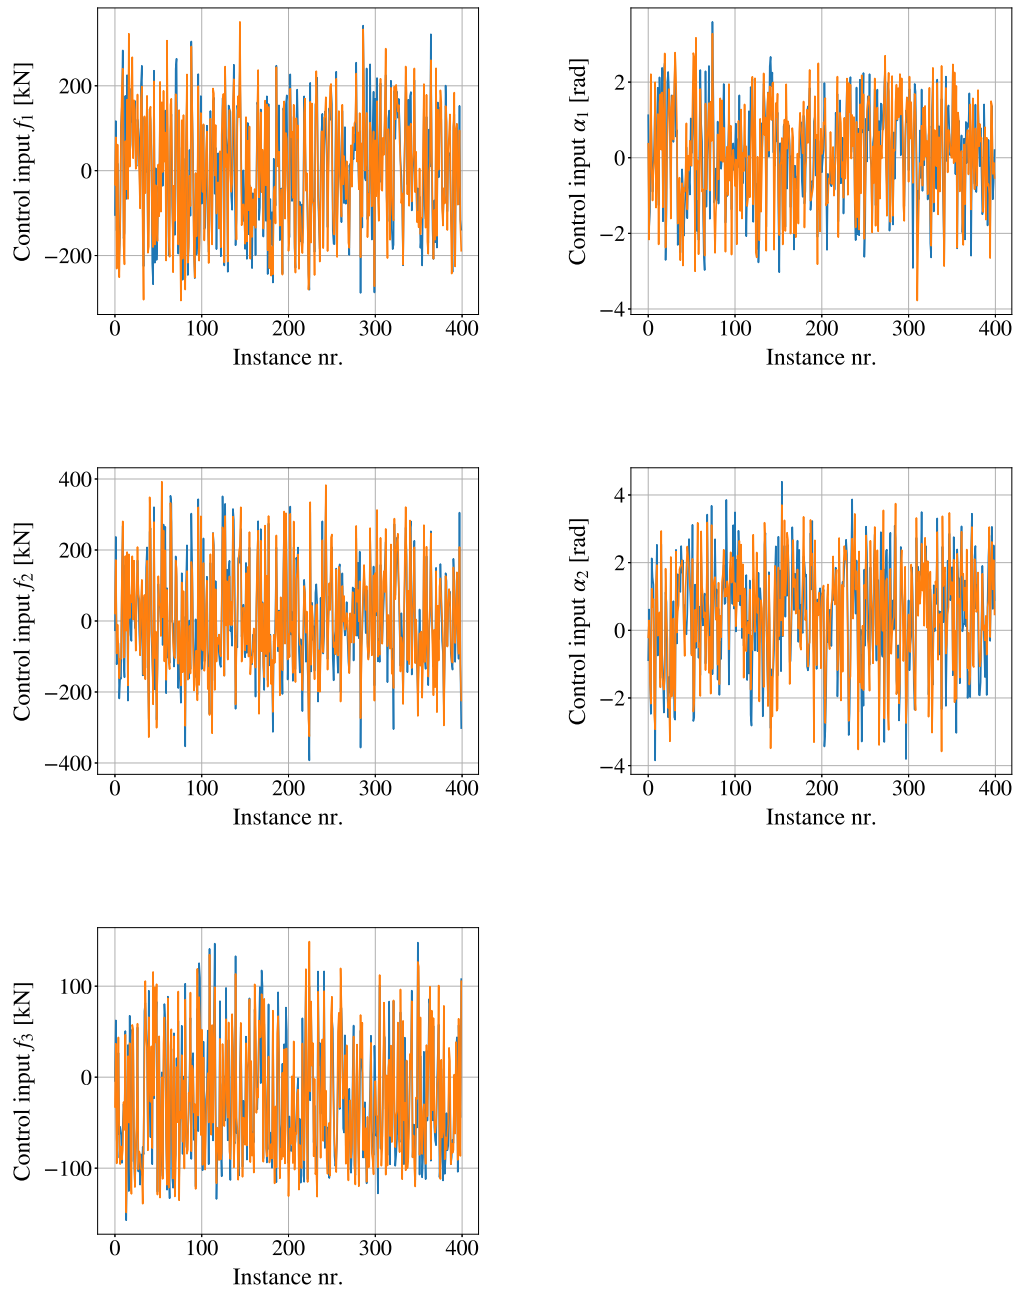 Control input f₁ [kN]
200
0
−200
0 100 200 300 400
Instance nr.
Control input α₁ [rad]
2
0
−2
−4
0 100 200 300 400
Instance nr.
Control input f₂ [kN]
400
200
0
−200
−400
0 100 200 300 400
Instance nr.
Control input α₂ [rad]
4
2
0
−2
−4
0 100 200 300 400
Instance nr.
Control input f₃ [kN]
100
0
−100
0 100 200 300 400
Instance nr.